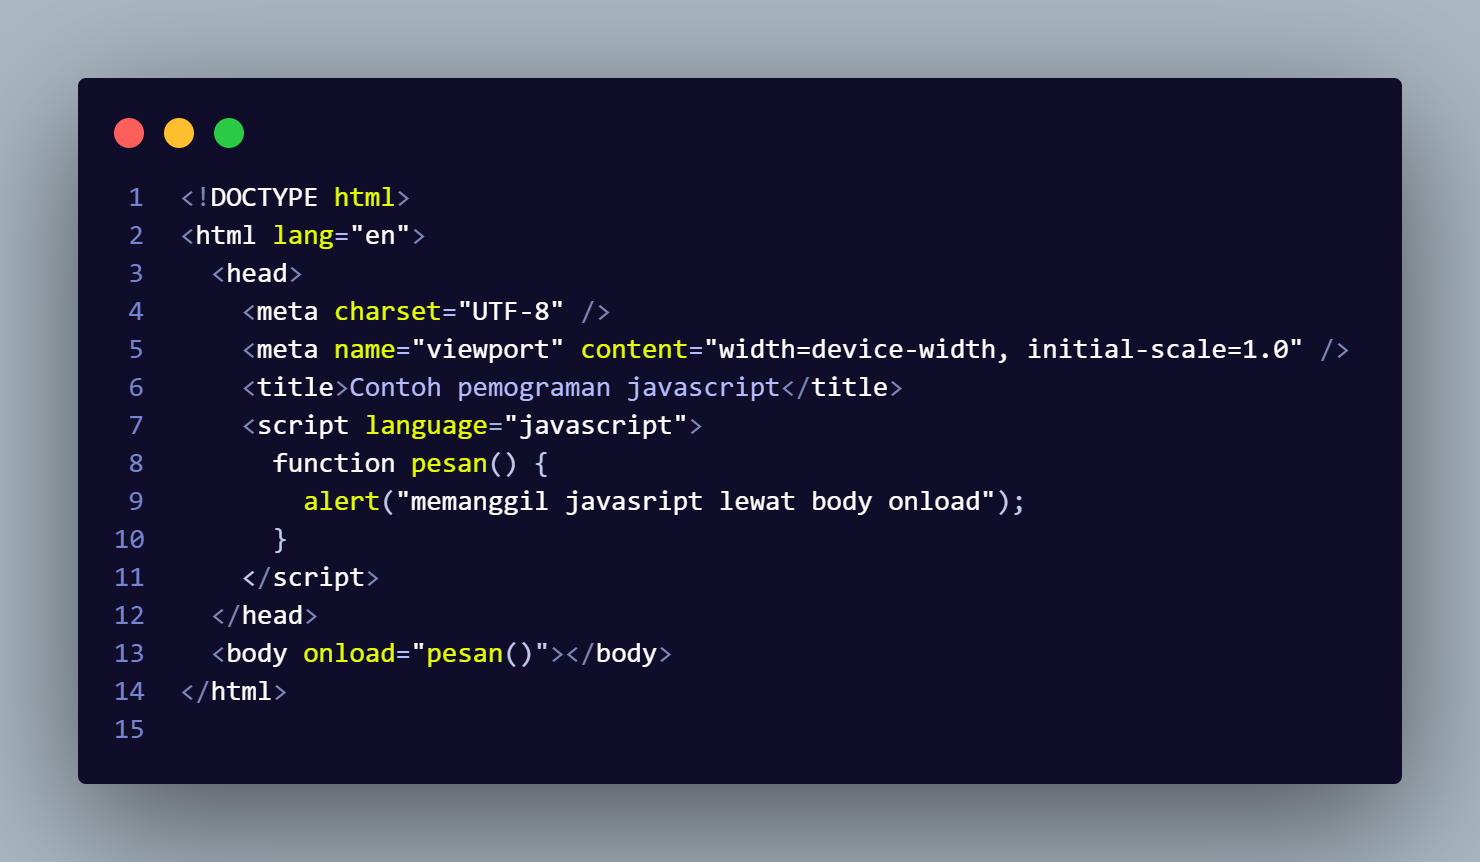 1 <!DOCTYPE html>
2 <html lang="en">
3   <head>
4     <meta charset="UTF-8" />
5     <meta name="viewport" content="width=device-width, initial-scale=1.0" />
6     <title>Contoh pemograman javascript</title>
7     <script language="javascript">
8       function pesan() {
9         alert("memanggil javasript lewat body onload");
10       }
11     </script>
12   </head>
13   <body onload="pesan()"></body>
14 </html>
15